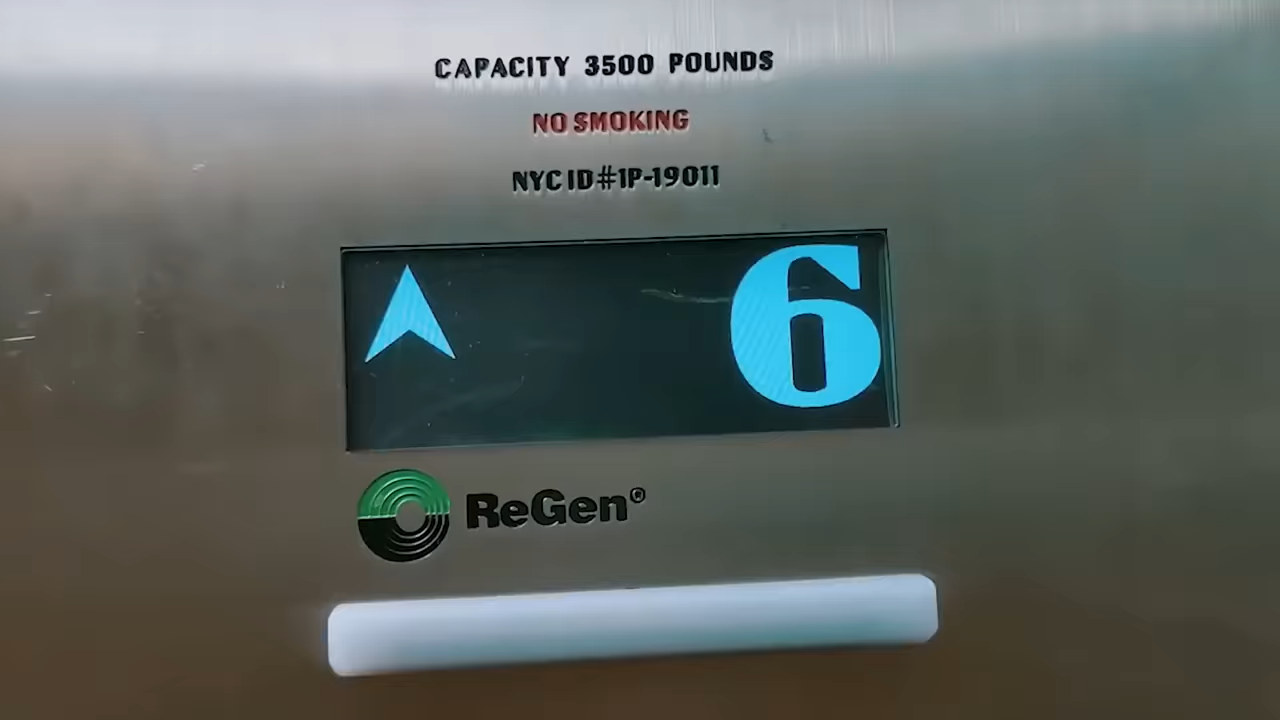 CAPACITY 3500 POUNDS
NO SMOKING
NYC ID#1P-19011
6
ReGen®